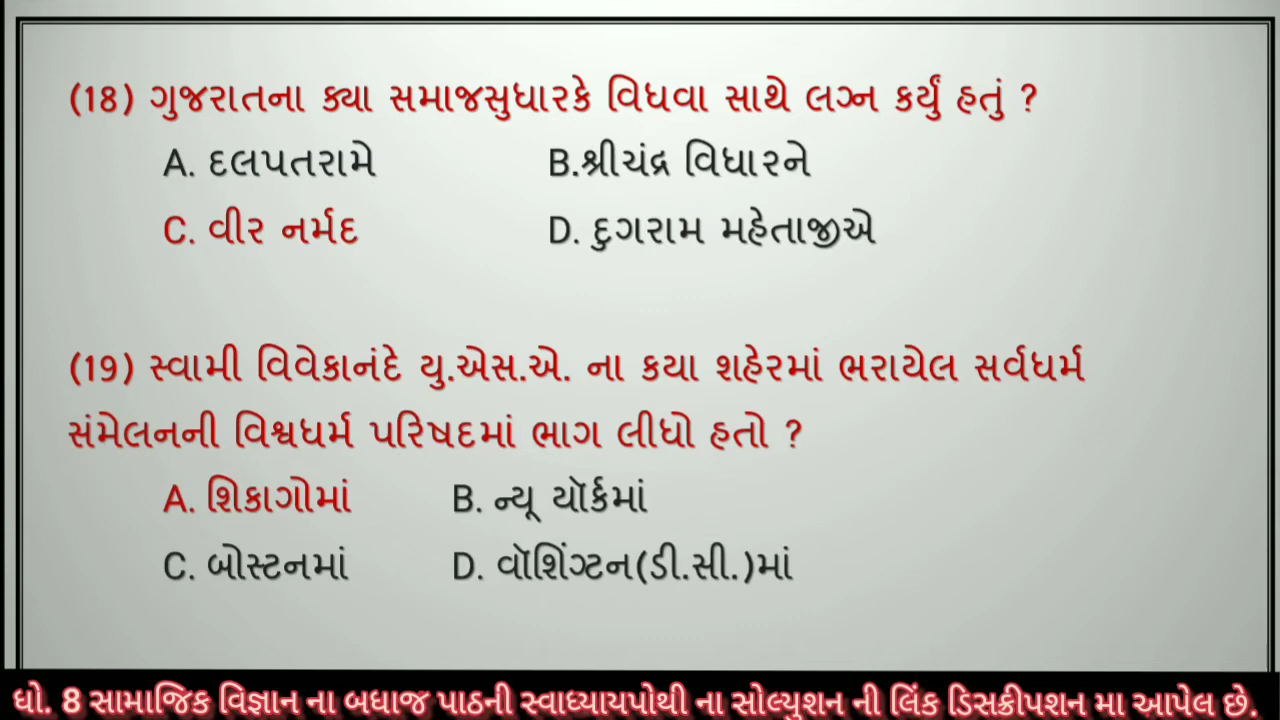 (18) ગુજરાતના ક્યા સમાજસુધારકે વિધવા સાથે લગ્ન કર્યું હતું ?
A. દલપતરામે B.શ્રીચંદ્ર વિધારને
C. વીર નર્મદ D. દુગરામ મહેતાજીએ
(19) સ્વામી વિવેકાનંદે યુ.એસ.એ. ના કયા શહેરમાં ભરાયેલ સર્વધર્મ
સંમેલનની વિશ્વધર્મ પરિષદમાં ભાગ લીધો હતો ?
A. શિકાગોમાં B. ન્યૂ યૉર્કમાં
C. બોસ્ટનમાં D. વૉશિંગ્ટન(ડી.સી.)માં
ધો. 8 સામાજિક વિજ્ઞાન ના બધાજ પાઠની સ્વાધ્યાયપોથી ના સોલ્યુશન ની લિંક ડિસક્રીપશન મા આપેલ છે.